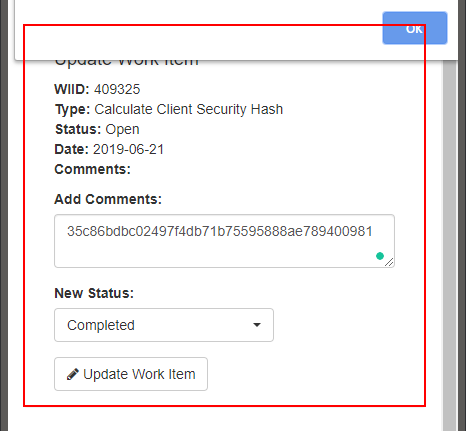 OK
Update Work Item
WIID: 409325
Type: Calculate Client Security Hash
Status: Open
Date: 2019-06-21
Comments:
Add Comments:
35c86bdbc02497f4db71b75595888ae789400981
New Status:
Completed
Update Work Item